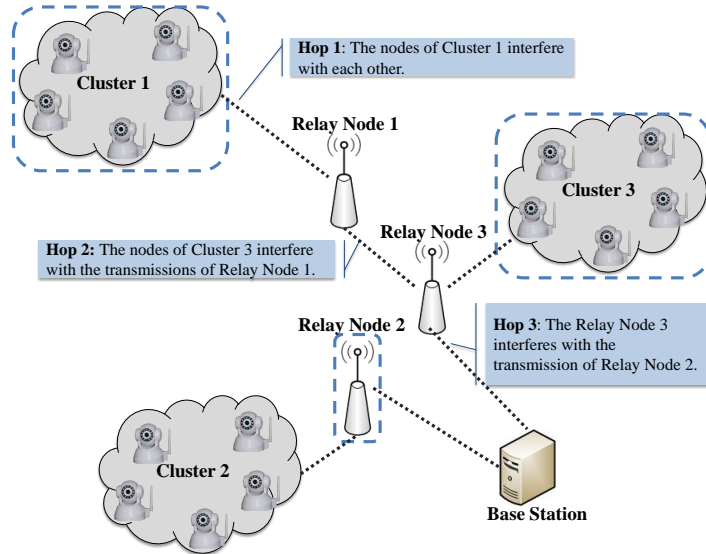 Hop 1: The nodes of Cluster 1 interfere
with each other.
Cluster 1
Relay Node 1
Cluster 3
Hop 2: The nodes of Cluster 3 interfere
with the transmissions of Relay Node 1.
Relay Node 3
Hop 3: The Relay Node 3
interferes with the
transmission of Relay Node 2.
Relay Node 2
Cluster 2
Base Station